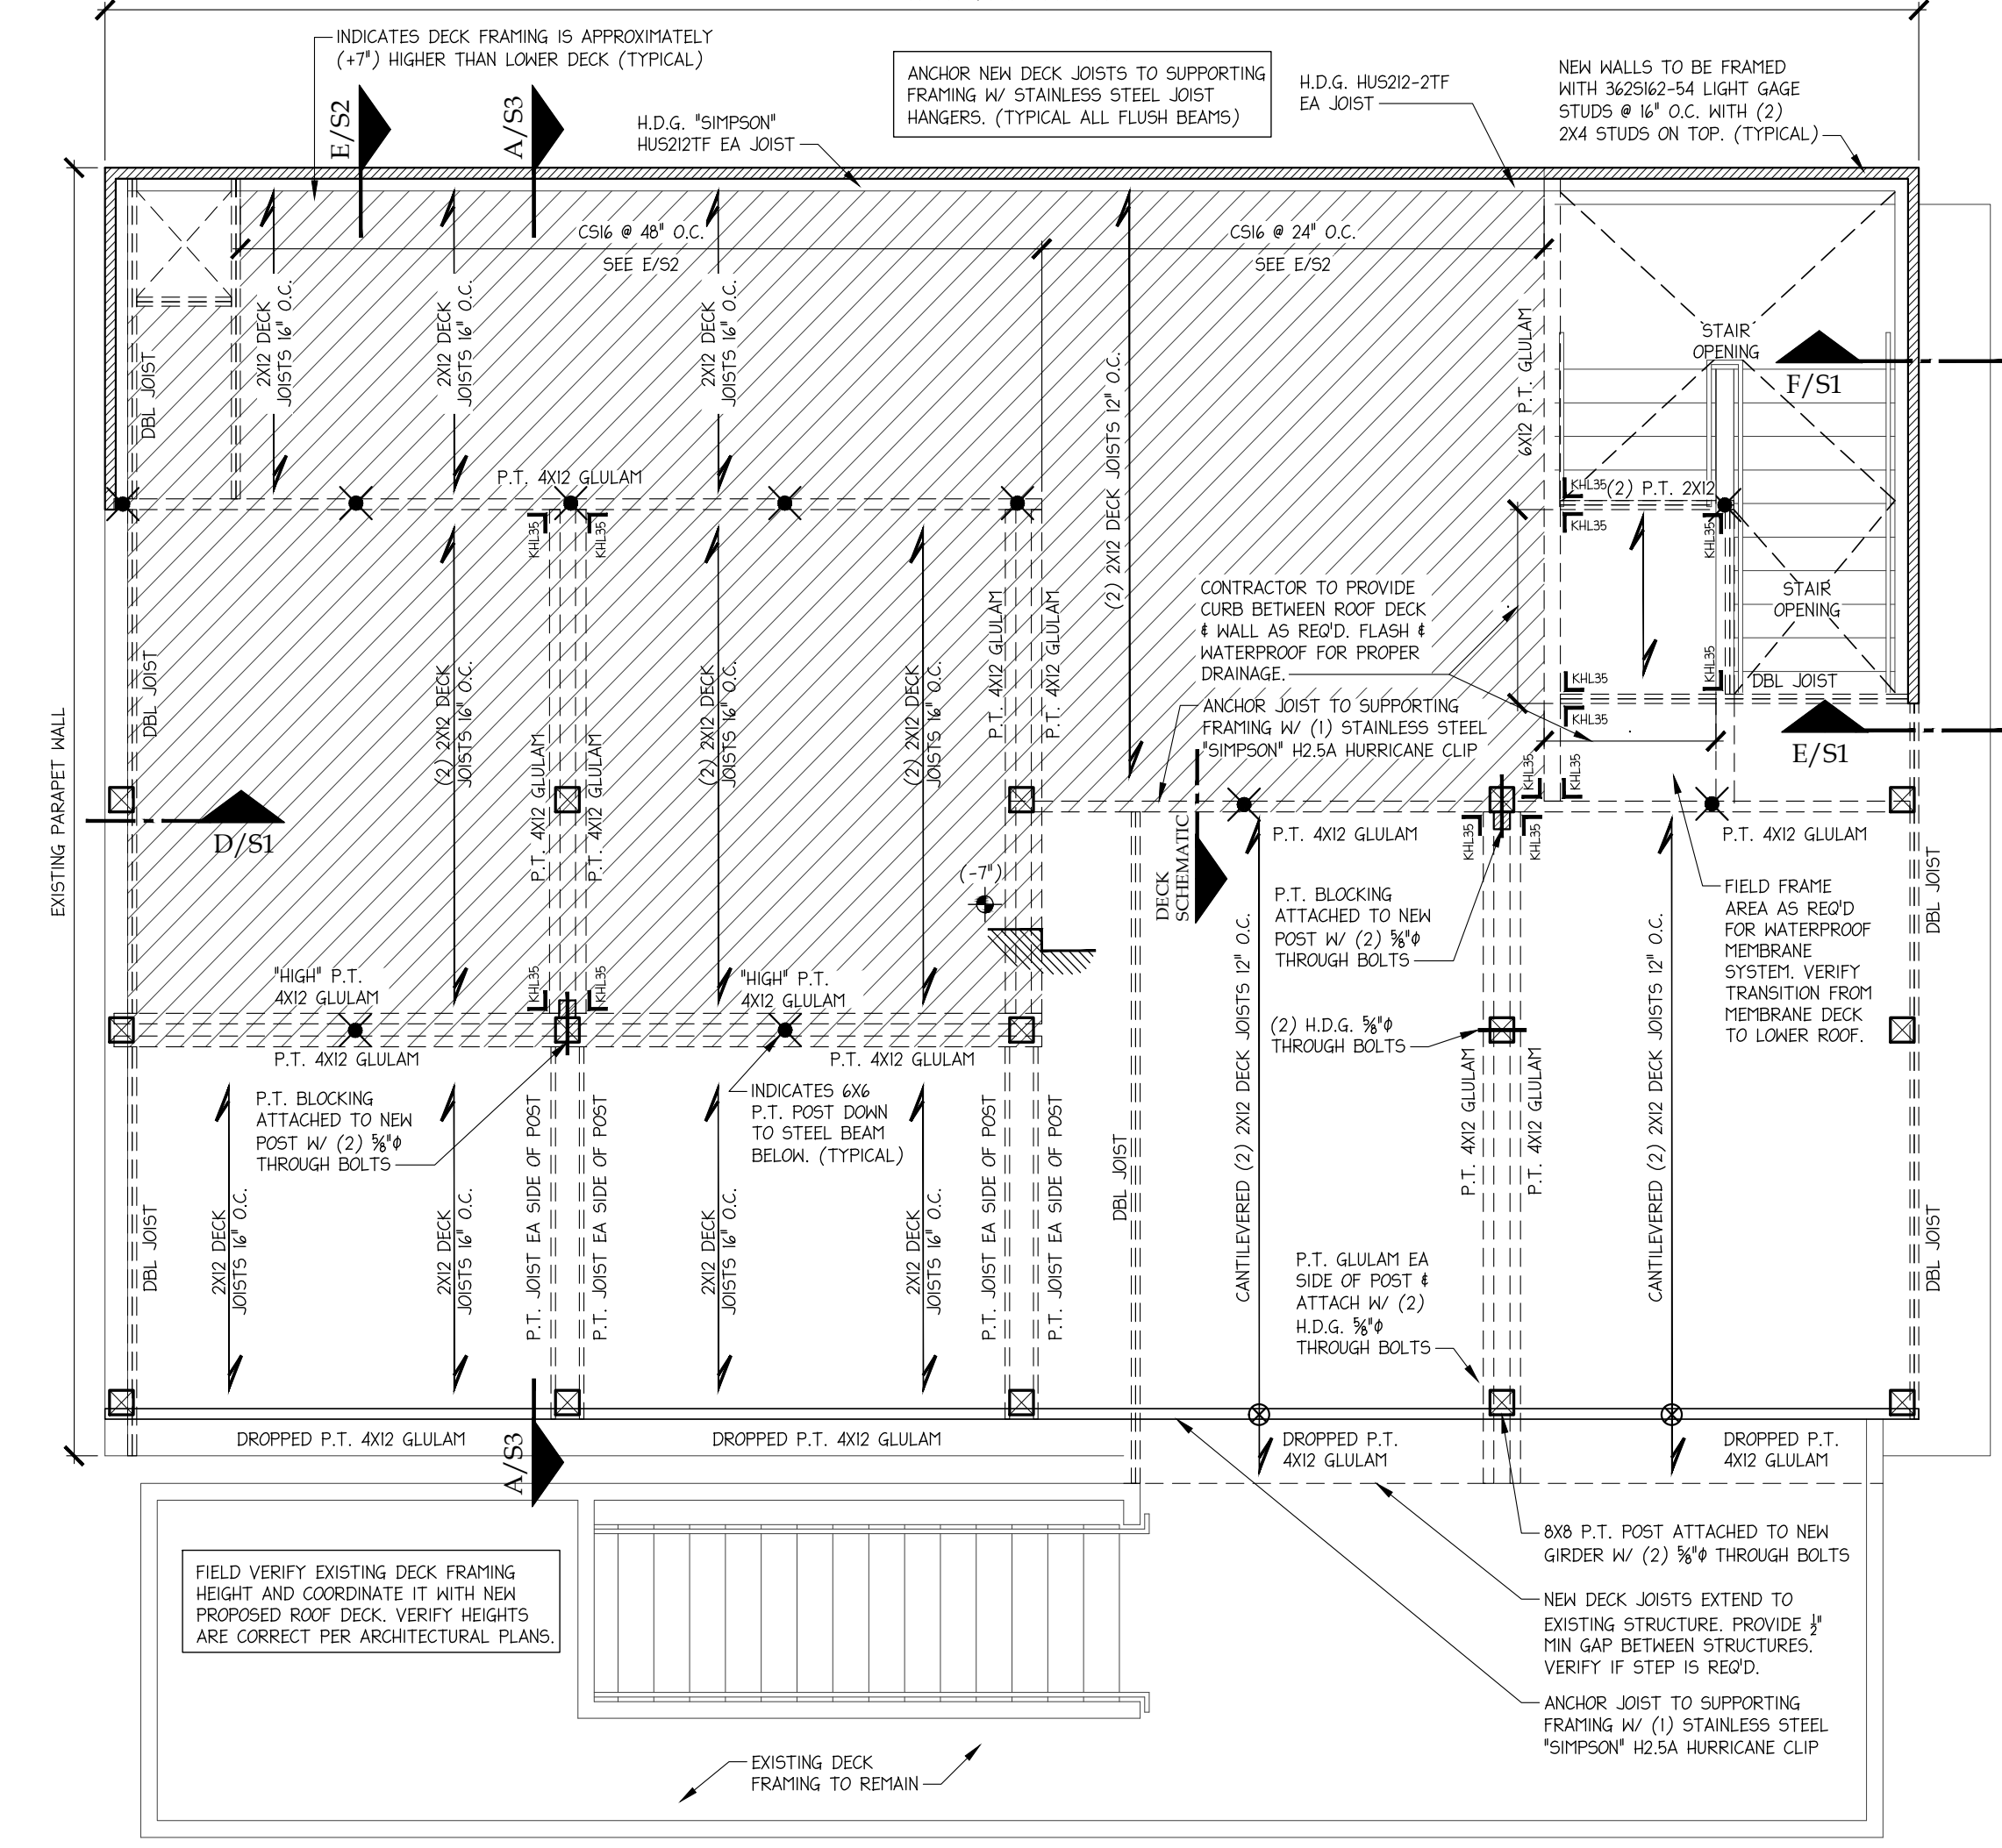 INDICATES DECK FRAMING IS APPROXIMATELY
(+7") HIGHER THAN LOWER DECK (TYPICAL)
E/S2
A/S3
H.D.G. "SIMPSON"
HUS212TF EA JOIST
ANCHOR NEW DECK JOISTS TO SUPPORTING
FRAMING W/ STAINLESS STEEL JOIST
HANGERS. (TYPICAL ALL FLUSH BEAMS)
H.D.G. HUS212-2TF
EA JOIST
NEW WALLS TO BE FRAMED
WITH 362S162-54 LIGHT GAGE
STUDS @ 16" O.C. WITH (2)
2X4 STUDS ON TOP. (TYPICAL)
CS16 @ 48" O.C.
SEE E/S2
CS16 @ 24" O.C.
SEE E/S2
DBL JOIST
2X12 DECK
JOISTS 16" O.C.
2X12 DECK
JOISTS 16" O.C.
2X12 DECK
JOISTS 16" O.C.
(2) 2X12 DECK JOISTS 12" O.C.
6X12 P.T. GLULAM
STAIR
OPENING
F/S1
P.T. 4X12 GLULAM
KHL35
KHL35
KHL35
(2) P.T. 2X12
KHL35
KHL35
STAIR
OPENING
CONTRACTOR TO PROVIDE
CURB BETWEEN ROOF DECK
& WALL AS REQ'D. FLASH &
WATERPROOF FOR PROPER
DRAINAGE.
KHL35
KHL35
DBL JOIST
KHL35
E/S1
ANCHOR JOIST TO SUPPORTING
FRAMING W/ (1) STAINLESS STEEL
"SIMPSON" H2.5A HURRICANE CLIP
KHL35
KHL35
EXISTING PARAPET WALL
DBL JOIST
(2) 2X12 DECK
JOISTS 16" O.C.
P.T. 4X12 GLULAM
P.T. 4X12 GLULAM
(2) 2X12 DECK
JOISTS 16" O.C.
(2) 2X12 DECK
JOISTS 16" O.C.
P.T. 4X12 GLULAM
P.T. 4X12 GLULAM
D/S1
(-7")
DECK
SCHEMATIC
P.T. 4X12 GLULAM
KHL35
KHL35
P.T. 4X12 GLULAM
P.T. BLOCKING
ATTACHED TO NEW
POST W/ (2) ⅝"Φ
THROUGH BOLTS
FIELD FRAME
AREA AS REQ'D
FOR WATERPROOF
MEMBRANE
SYSTEM. VERIFY
TRANSITION FROM
MEMBRANE DECK
TO LOWER ROOF.
DBL JOIST
"HIGH" P.T.
4X12 GLULAM
KHL35
KHL35
"HIGH" P.T.
4X12 GLULAM
(2) H.D.G. ⅝"Φ
THROUGH BOLTS
P.T. 4X12 GLULAM
P.T. 4X12 GLULAM
P.T. BLOCKING
ATTACHED TO NEW
POST W/ (2) ⅝"Φ
THROUGH BOLTS
INDICATES 6X6
P.T. POST DOWN
TO STEEL BEAM
BELOW. (TYPICAL)
DBL JOIST
2X12 DECK
JOISTS 16" O.C.
2X12 DECK
JOISTS 16" O.C.
P.T. JOIST EA SIDE OF POST
P.T. JOIST EA SIDE OF POST
2X12 DECK
JOISTS 16" O.C.
2X12 DECK
JOISTS 16" O.C.
P.T. JOIST EA SIDE OF POST
P.T. JOIST EA SIDE OF POST
DBL JOIST
CANTILEVERED (2) 2X12 DECK JOISTS 12" O.C.
P.T. 4X12 GLULAM
P.T. 4X12 GLULAM
CANTILEVERED (2) 2X12 DECK JOISTS 12" O.C.
DBL JOIST
P.T. GLULAM EA
SIDE OF POST &
ATTACH W/ (2)
H.D.G. ⅝"Φ
THROUGH BOLTS
DROPPED P.T. 4X12 GLULAM
A/S3
DROPPED P.T. 4X12 GLULAM
DROPPED P.T.
4X12 GLULAM
DROPPED P.T.
4X12 GLULAM
8X8 P.T. POST ATTACHED TO NEW
GIRDER W/ (2) ⅝"Φ THROUGH BOLTS
FIELD VERIFY EXISTING DECK FRAMING
HEIGHT AND COORDINATE IT WITH NEW
PROPOSED ROOF DECK. VERIFY HEIGHTS
ARE CORRECT PER ARCHITECTURAL PLANS.
NEW DECK JOISTS EXTEND TO
EXISTING STRUCTURE. PROVIDE ½"
MIN GAP BETWEEN STRUCTURES.
VERIFY IF STEP IS REQ'D.
ANCHOR JOIST TO SUPPORTING
FRAMING W/ (1) STAINLESS STEEL
"SIMPSON" H2.5A HURRICANE CLIP
EXISTING DECK
FRAMING TO REMAIN